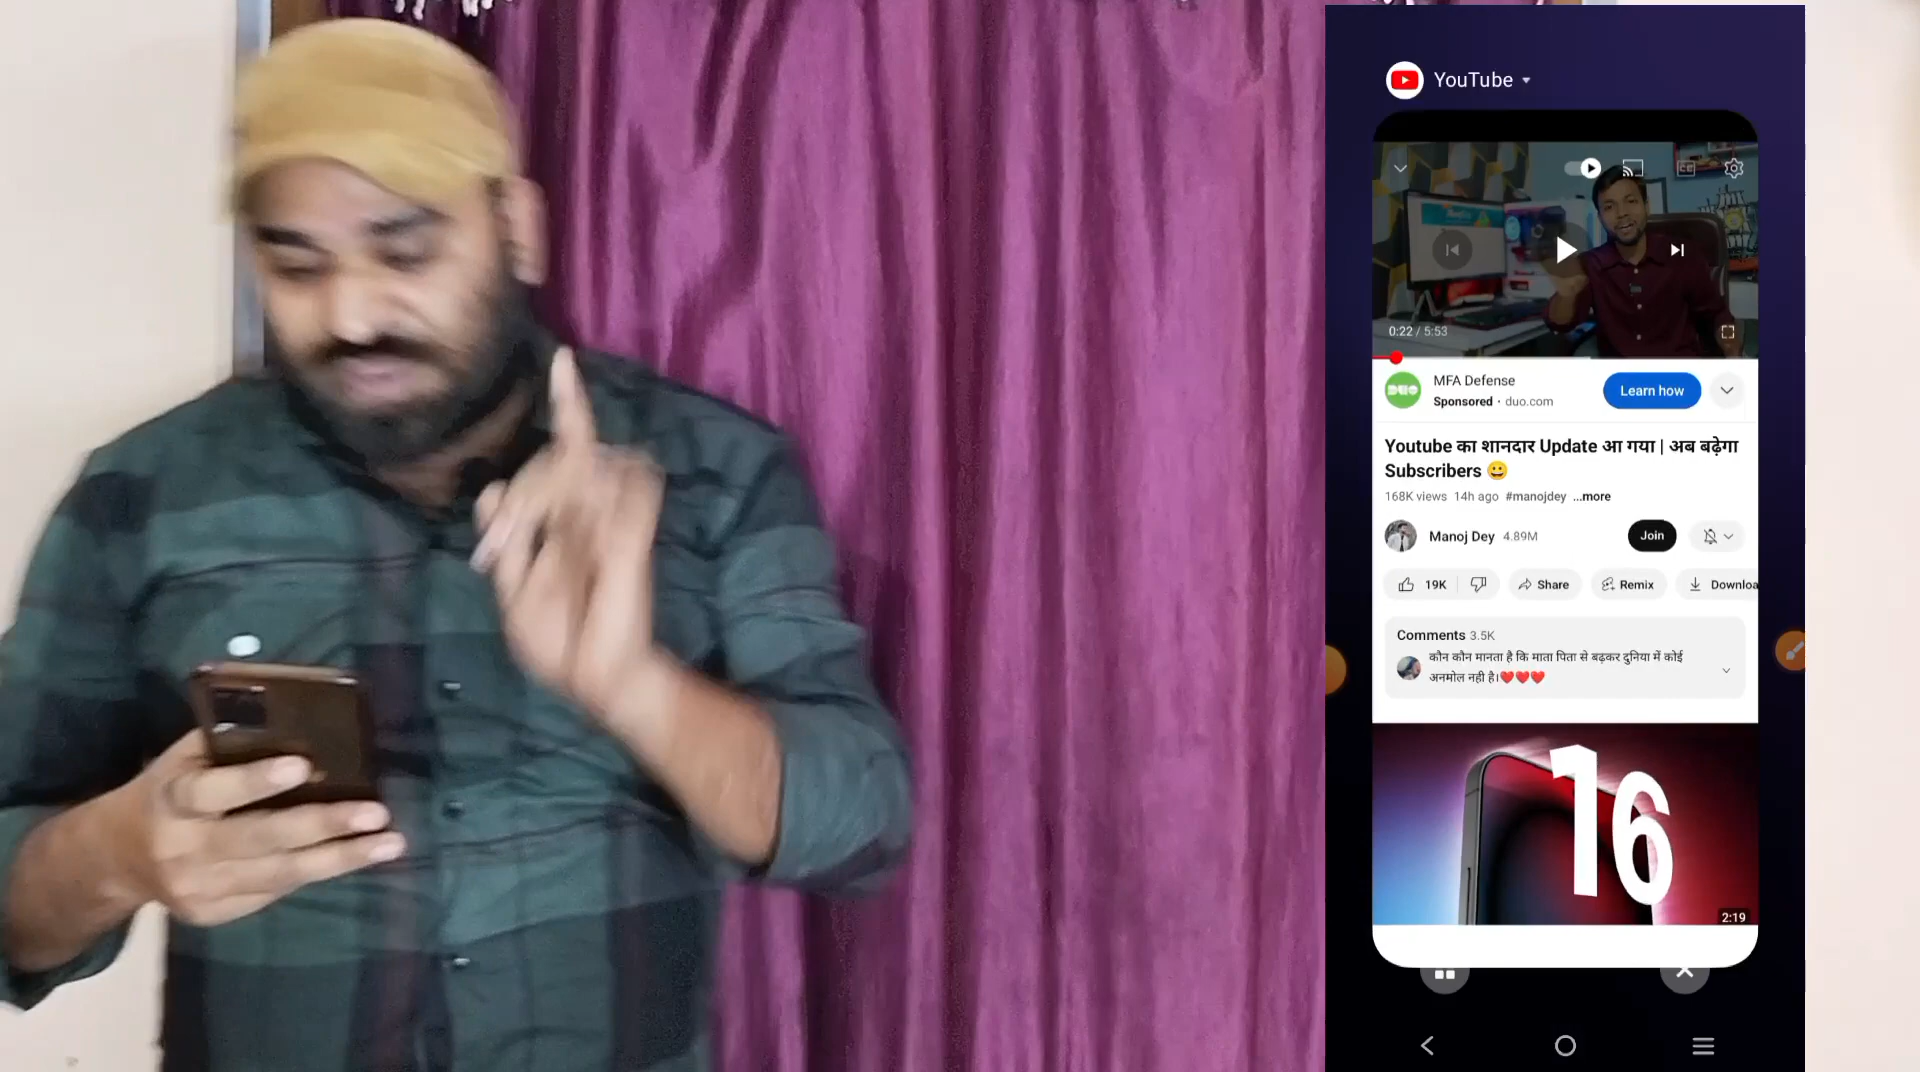 YouTube
CC
0:22 / 5:53
DUO
MFA Defense
Sponsored · duo.com
Learn how
Youtube का शानदार Update आ गया | अब बढ़ेगा
Subscribers 😀
168K views 14h ago #manojdey ...more
Manoj Dey 4.89M
Join
19K
Share
Remix
Downloa
Comments 3.5K
कौन कौन मानता है कि माता पिता से बढ़कर दुनिया में कोई
अनमोल नही है।❤️❤️❤️
16
2:19